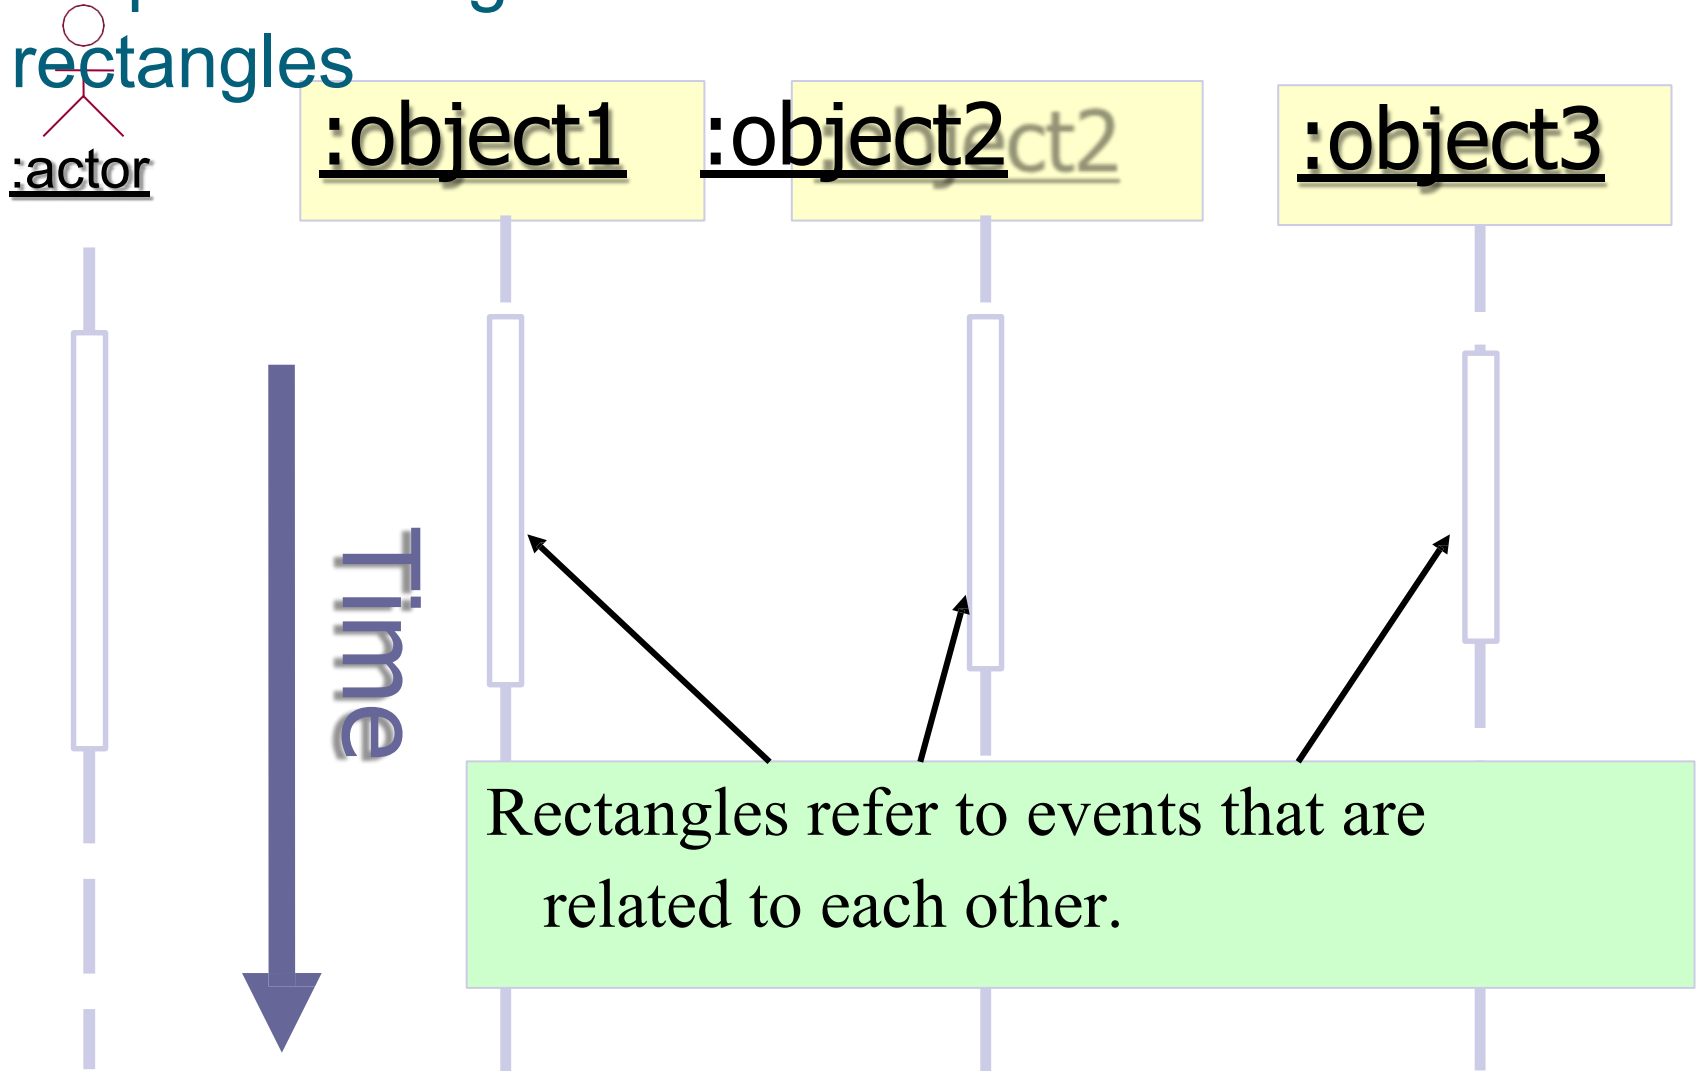 rectangles
:actor
:object1
:object2
:object3
Time
Rectangles refer to events that are
related to each other.